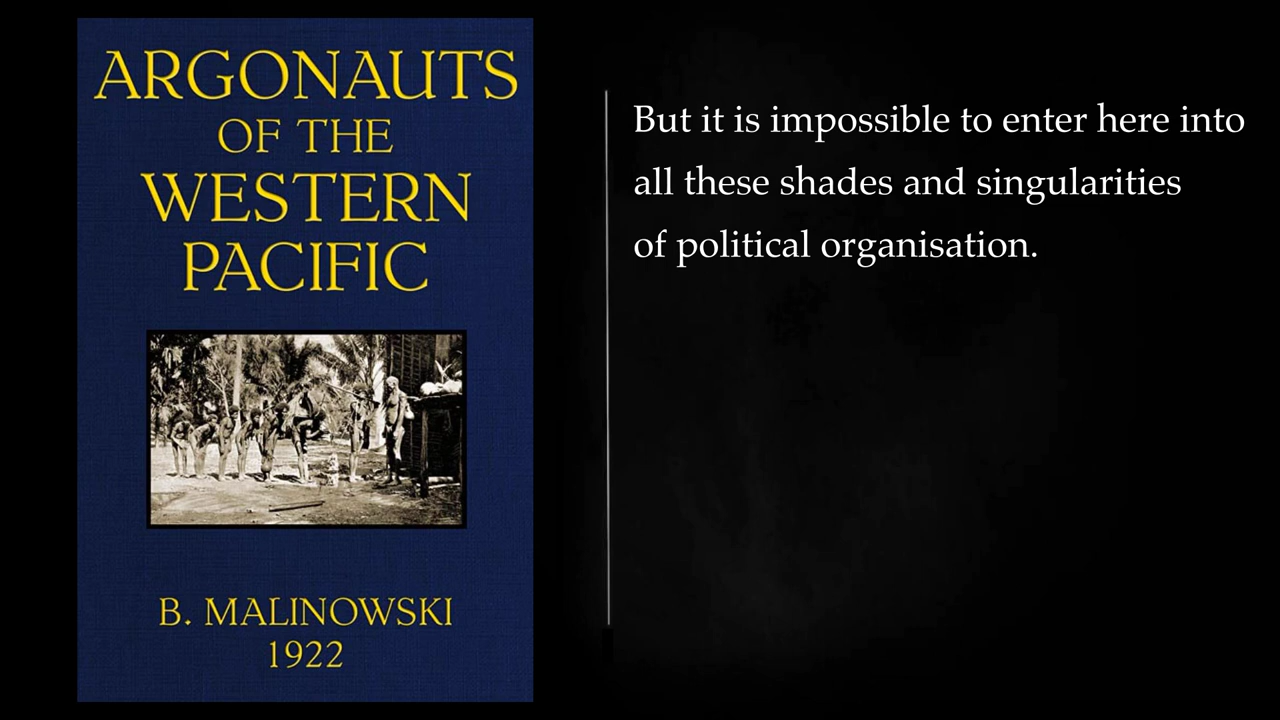 ARGONAUTS
OF THE
WESTERN
PACIFIC
B. MALINOWSKI
1922
But it is impossible to enter here into
all these shades and singularities
of political organisation.